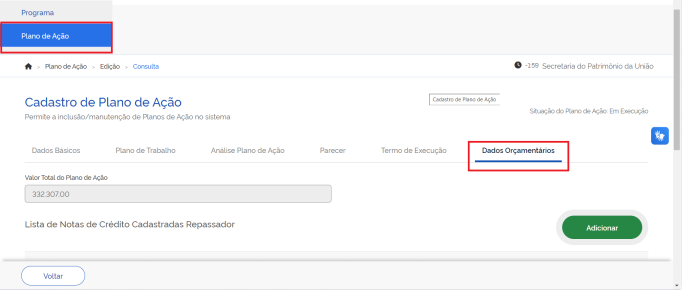 Programa
Plano de Ação
Plano de Ação > Edição > Consulta
-159 Secretaria do Patrimônio da União
Cadastro de Plano de Ação
Permite a inclusão/manutenção de Planos de Ação no sistema
Cadastro de Plano de Ação
Situação do Plano de Ação: Em Execução
Dados Básicos Plano de Trabalho Análise Plano de Ação Parecer Termo de Execução Dados Orçamentários
Valor Total do Plano de Ação
332.307,00
Lista de Notas de Crédito Cadastradas Repassador
Adicionar
Voltar